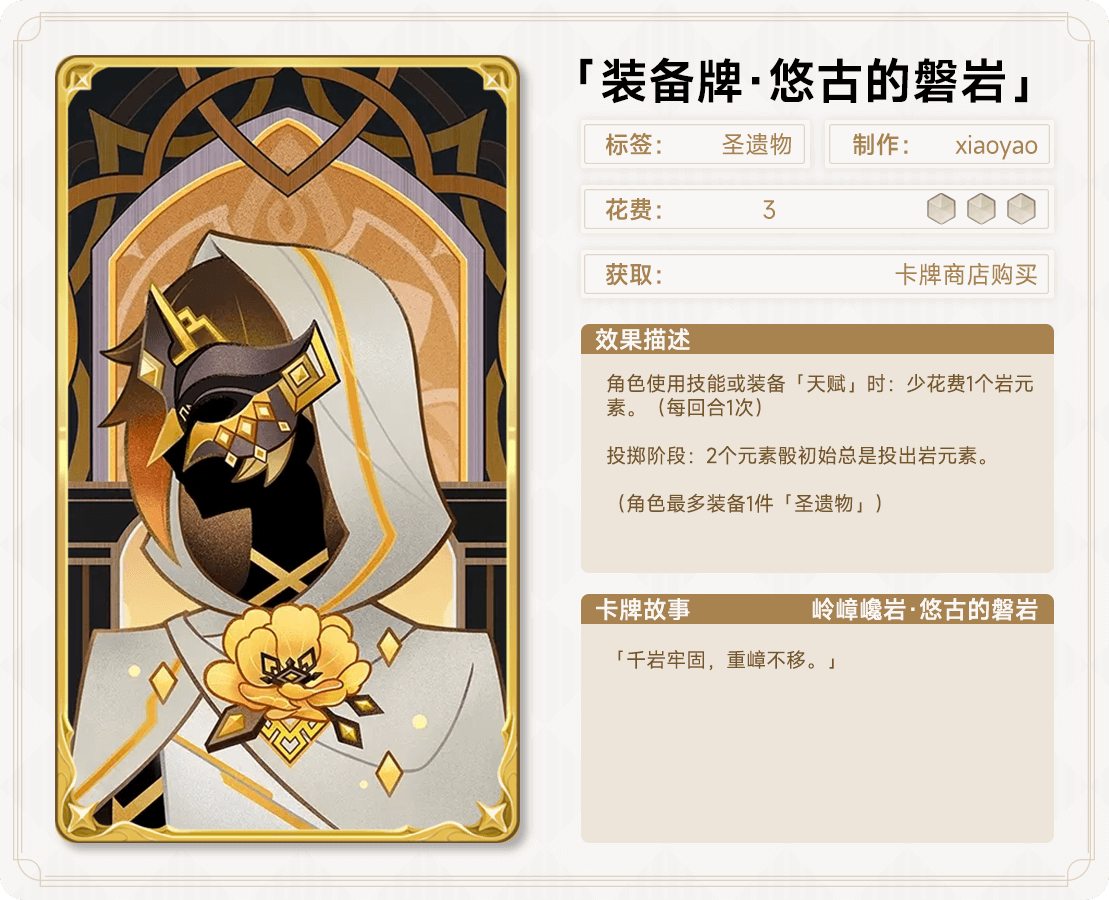 「装备牌·悠古的磐岩」
标签： 圣遗物 制作： xiaoyao
花费： 3
获取： 卡牌商店购买
效果描述
角色使用技能或装备「天赋」时：少花费1个岩元
素。（每回合1次）
投掷阶段：2个元素骰初始总是投出岩元素。
（角色最多装备1件「圣遗物」）
卡牌故事 岭嶂巉岩·悠古的磐岩
「千岩牢固，重嶂不移。」